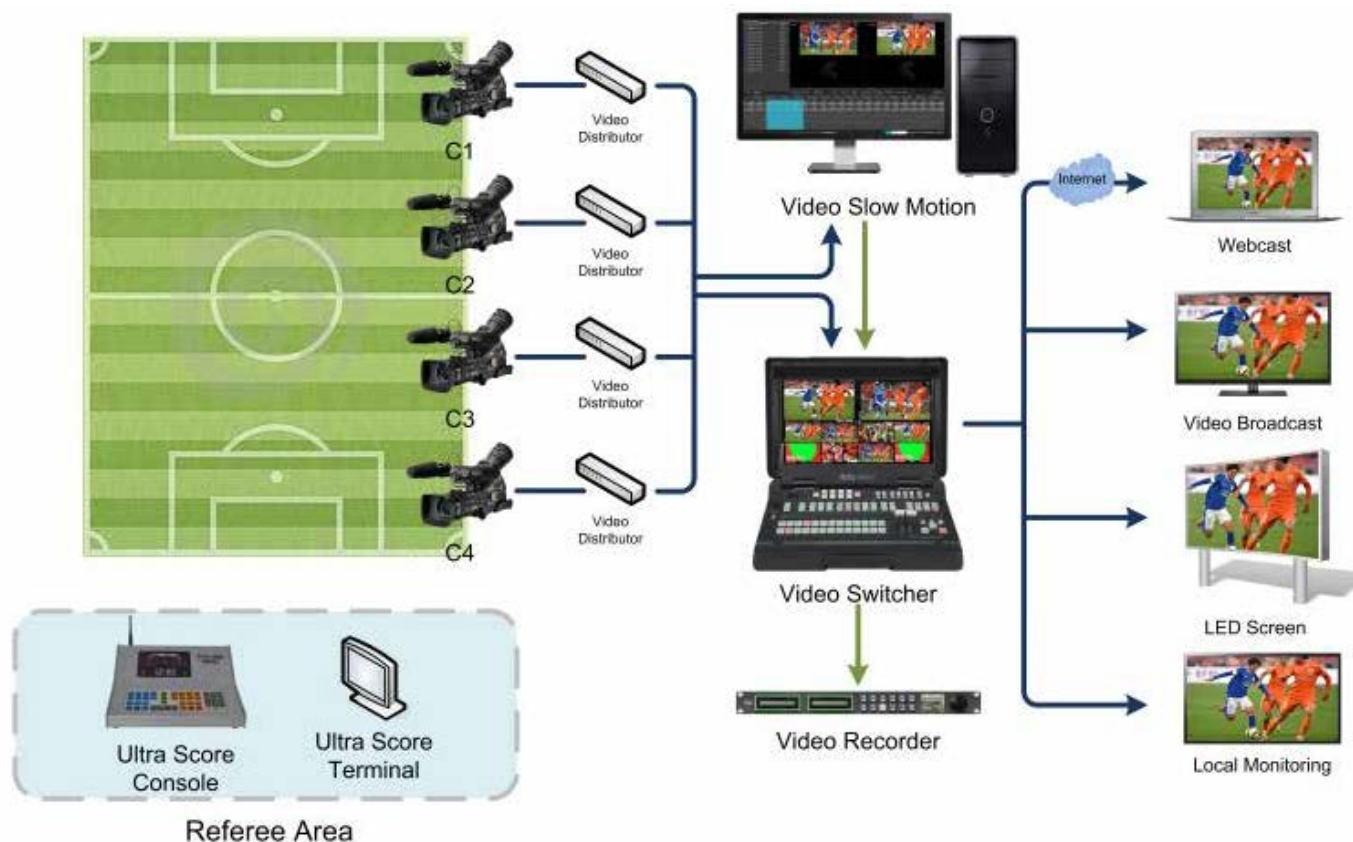 C1
Video
Distributor
C2
Video
Distributor
C3
Video
Distributor
C4
Video
Distributor
Video Slow Motion
Video Switcher
Video Recorder
Internet
Webcast
Video Broadcast
LED Screen
Local Monitoring
Ultra Score
Console
Ultra Score
Terminal
Referee Area